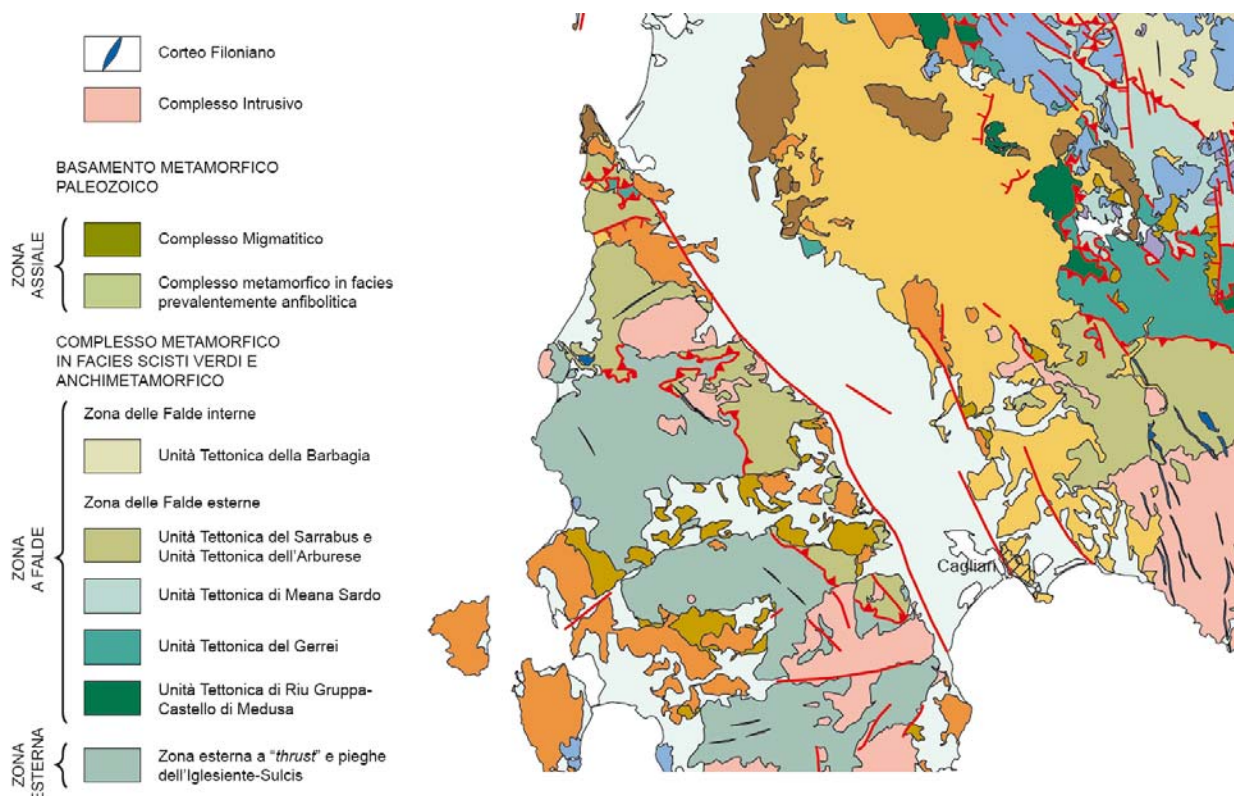 Corteo Filoniano
Complesso Intrusivo
BASAMENTO METAMORFICO
PALEOZOICO
ZONA
ASSIALE
Complesso Migmatitico
Complesso metamorfico in facies
prevalentemente anfibolitica
COMPLESSO METAMORFICO
IN FACIES SCISTI VERDI E
ANCHIMETAMORFICO
Zona delle Falde interne
Unità Tettonica della Barbagia
Zona delle Falde esterne
ZONA
A FALDE
Unità Tettonica del Sarrabus e
Unità Tettonica dell'Arburese
Unità Tettonica di Meana Sardo
Unità Tettonica del Gerrei
Unità Tettonica di Riu Gruppa-
Castello di Medusa
ZONA
ESTERNA
Zona esterna a "thrust" e pieghe
dell'Iglesiente-Sulcis
Cagliari